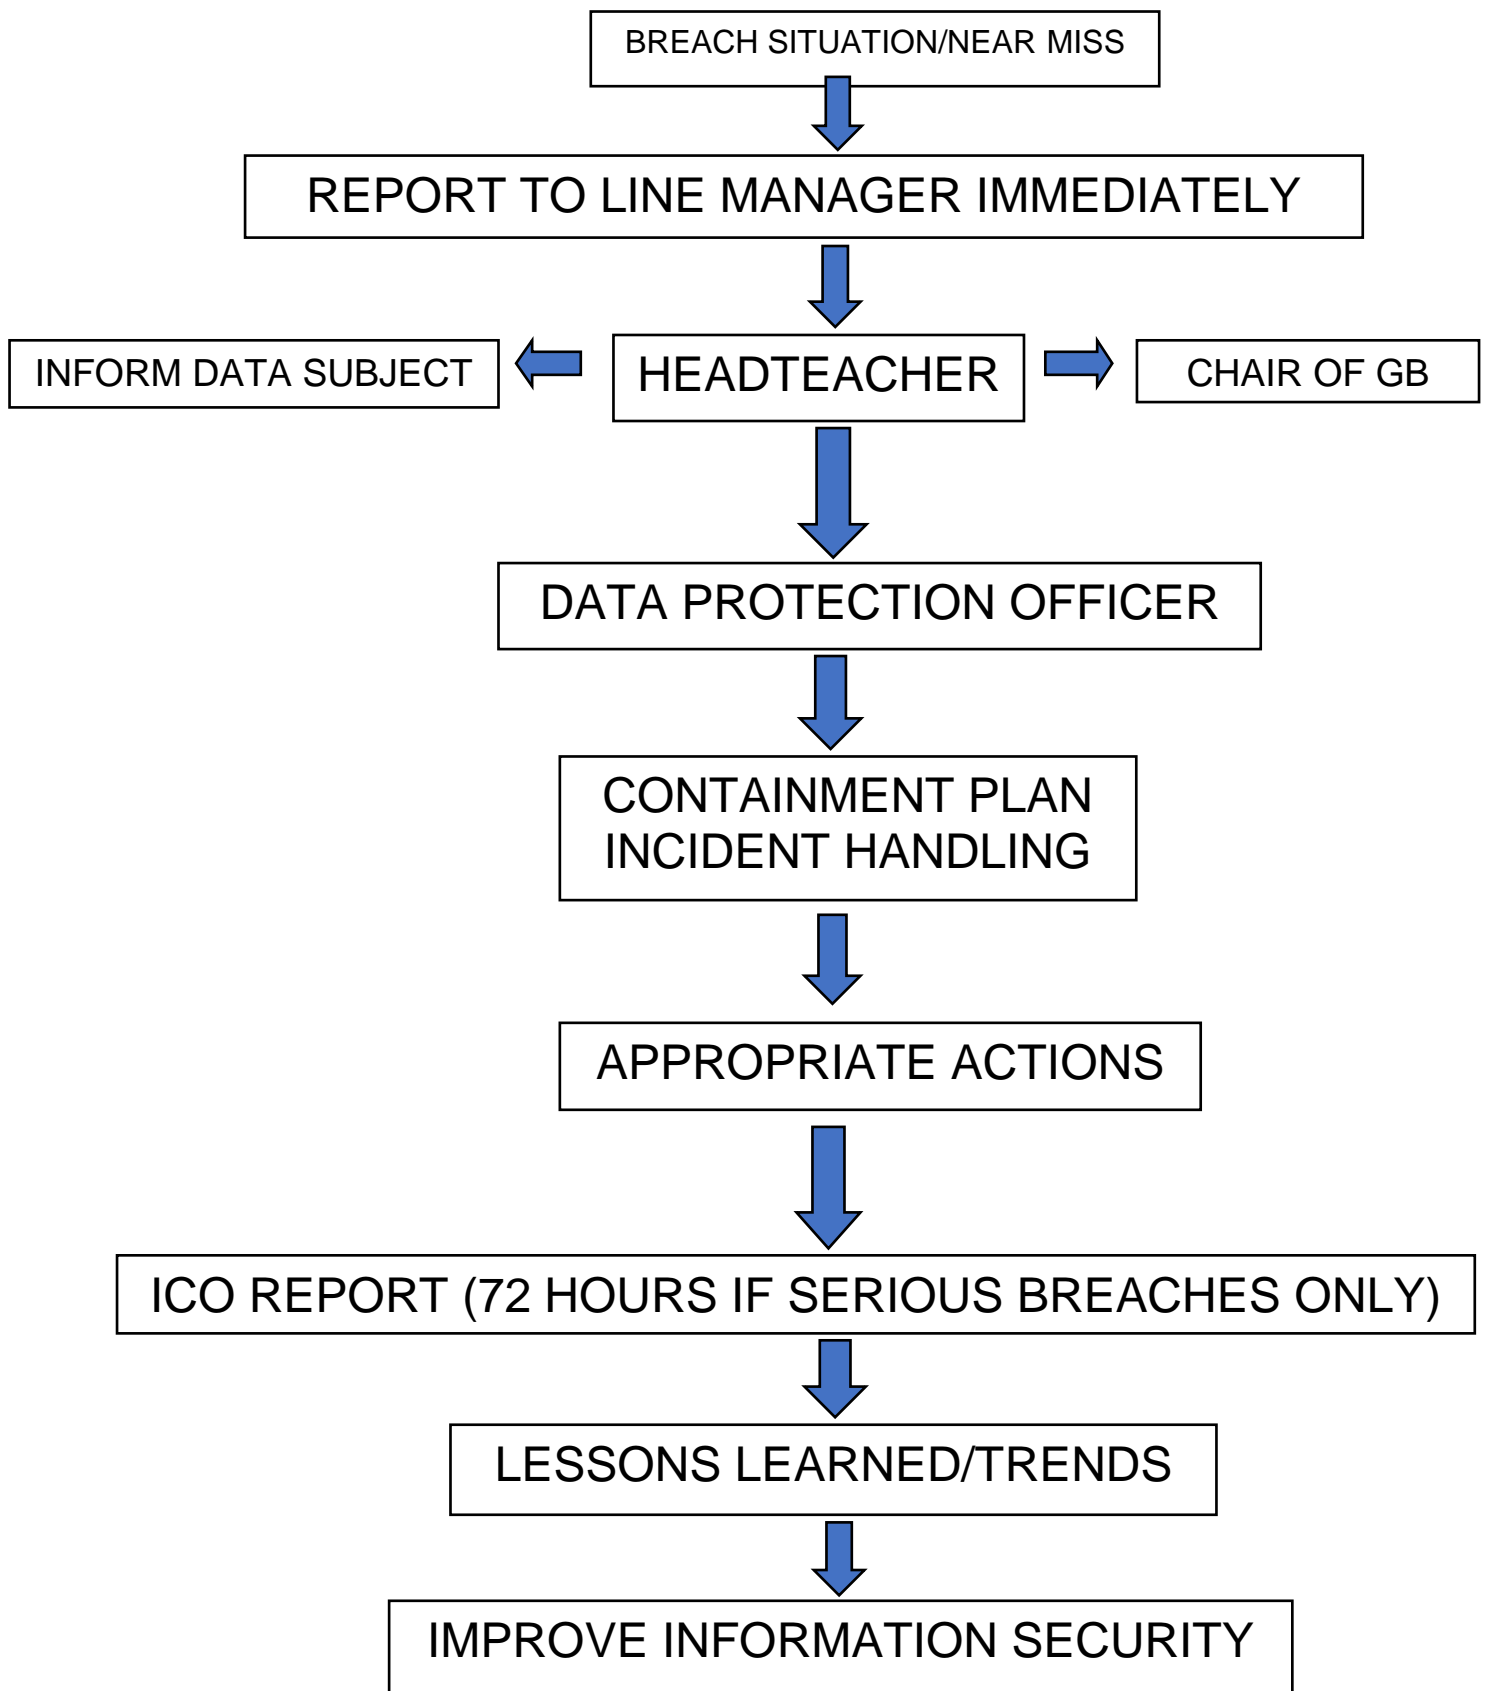 BREACH SITUATION/NEAR MISS
REPORT TO LINE MANAGER IMMEDIATELY
INFORM DATA SUBJECT
HEADTEACHER
CHAIR OF GB
DATA PROTECTION OFFICER
CONTAINMENT PLAN
INCIDENT HANDLING
APPROPRIATE ACTIONS
ICO REPORT (72 HOURS IF SERIOUS BREACHES ONLY)
LESSONS LEARNED/TRENDS
IMPROVE INFORMATION SECURITY